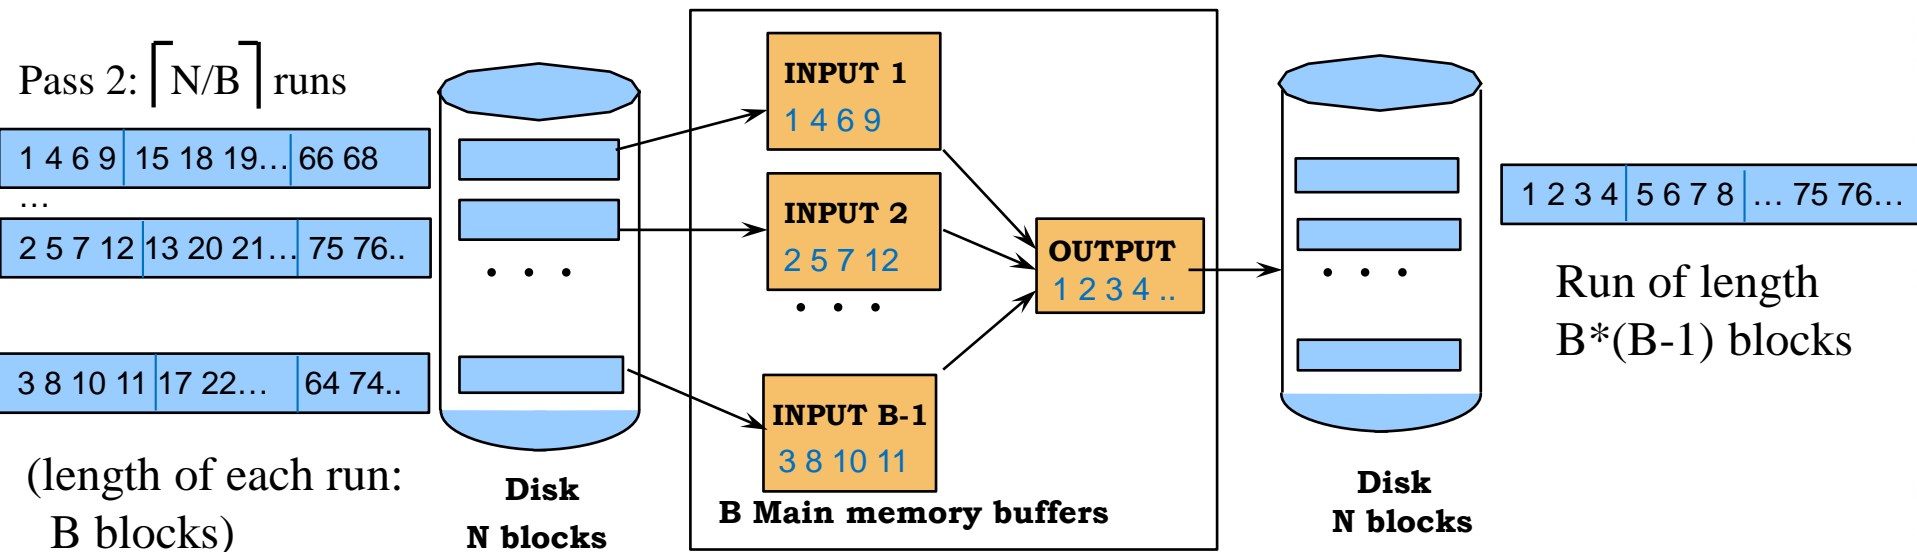 Pass 2: ⌈N/B⌉ runs
1 4 6 9 15 18 19… 66 68
…
2 5 7 12 13 20 21… 75 76..
3 8 10 11 17 22… 64 74..
(length of each run:
B blocks)
. . .
Disk
N blocks
INPUT 1
1 4 6 9
INPUT 2
2 5 7 12
. . .
INPUT B-1
3 8 10 11
OUTPUT
1 2 3 4 ..
B Main memory buffers
. . .
Disk
N blocks
1 2 3 4 5 6 7 8 … 75 76…
Run of length
B*(B-1) blocks